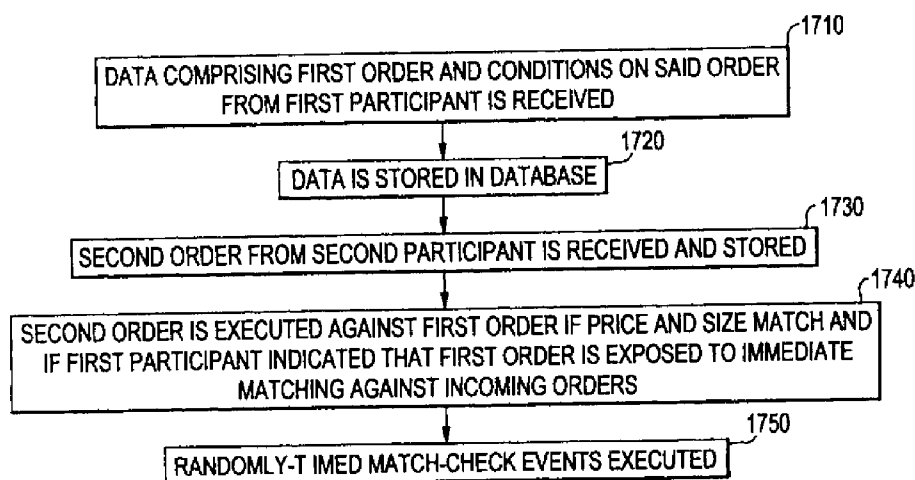 1710
DATA COMPRISING FIRST ORDER AND CONDITIONS ON SAID ORDER
FROM FIRST PARTICIPANT IS RECEIVED
1720
DATA IS STORED IN DATABASE
1730
SECOND ORDER FROM SECOND PARTICIPANT IS RECEIVED AND STORED
1740
SECOND ORDER IS EXECUTED AGAINST FIRST ORDER IF PRICE AND SIZE MATCH AND
IF FIRST PARTICIPANT INDICATED THAT FIRST ORDER IS EXPOSED TO IMMEDIATE
MATCHING AGAINST INCOMING ORDERS
1750
RANDOMLY-T IMED MATCH-CHECK EVENTS EXECUTED